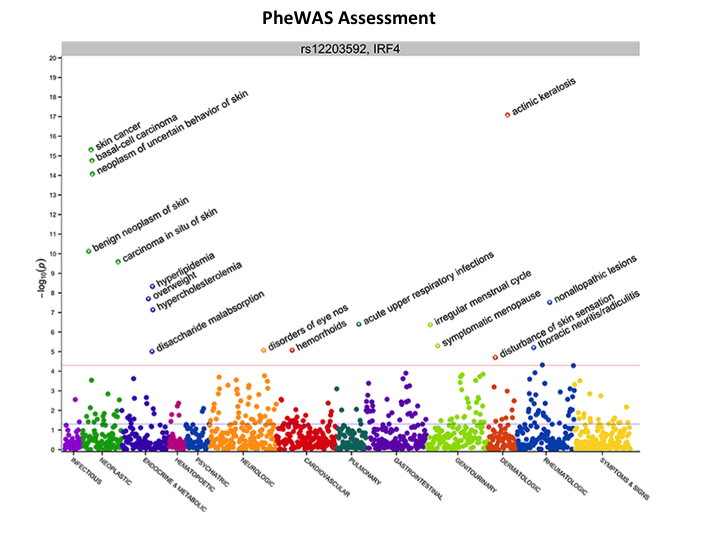 PheWAS Assessment
rs12203592, IRF4
20
19
18
17
16
15
14
13
12
11
10
9
8
7
6
5
4
3
2
1
0
−log10(p)
actinic keratosis
skin cancer
basal-cell carcinoma
neoplasm of uncertain behavior of skin
benign neoplasm of skin
carcinoma in situ of skin
hyperlipidemia
overweight
hypercholesterolemia
disaccharide malabsorption
disorders of eye nos
hemorrhoids
acute upper respiratory infections
irregular menstrual cycle
symptomatic menopause
nonallopathic lesions
disturbance of skin sensation
thoracic neuritis/radiculitis
INFECTIOUS
NEOPLASTIC
ENDOCRINE & METABOLIC
HEMATOPOETIC
PSYCHIATRIC
NEUROLOGIC
CARDIOVASCULAR
PULMONARY
GASTROINTESTINAL
GENITOURINARY
DERMATOLOGIC
RHEUMATOLOGIC
SYMPTOMS & SIGNS